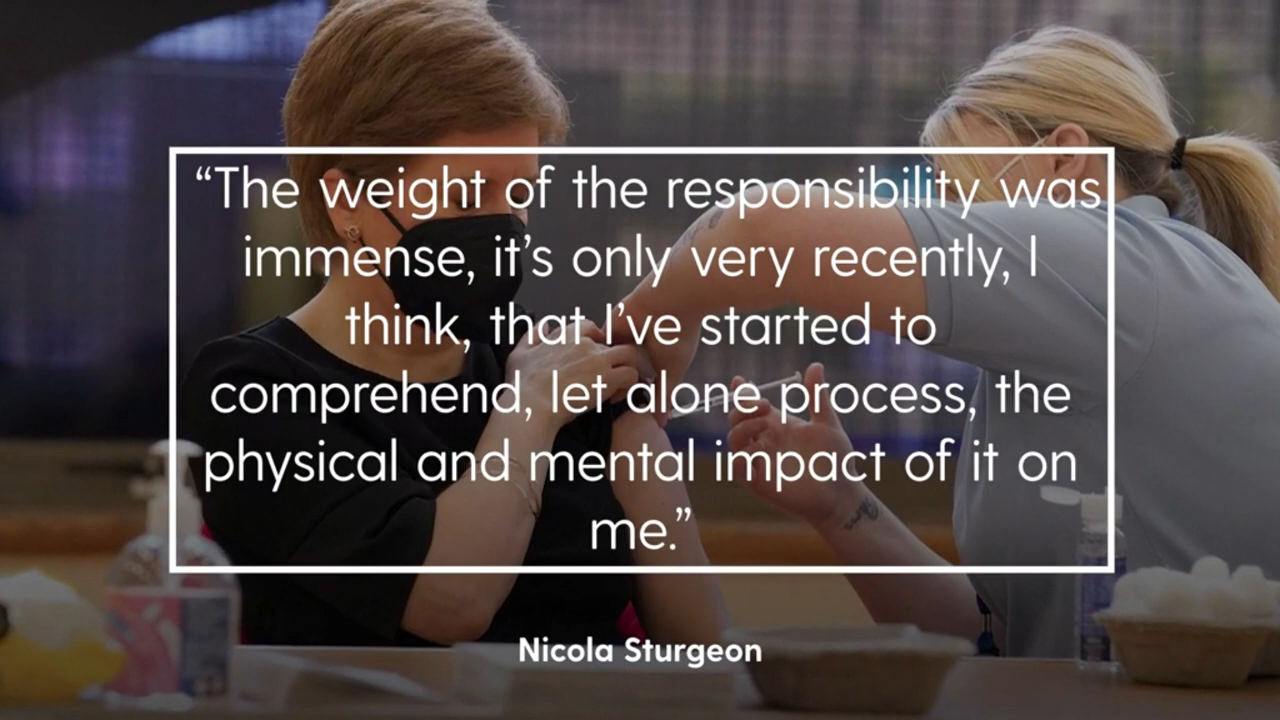 “The weight of the responsibility was
immense, it’s only very recently, I
think, that I’ve started to
comprehend, let alone process, the
physical and mental impact of it on
me.”
Nicola Sturgeon